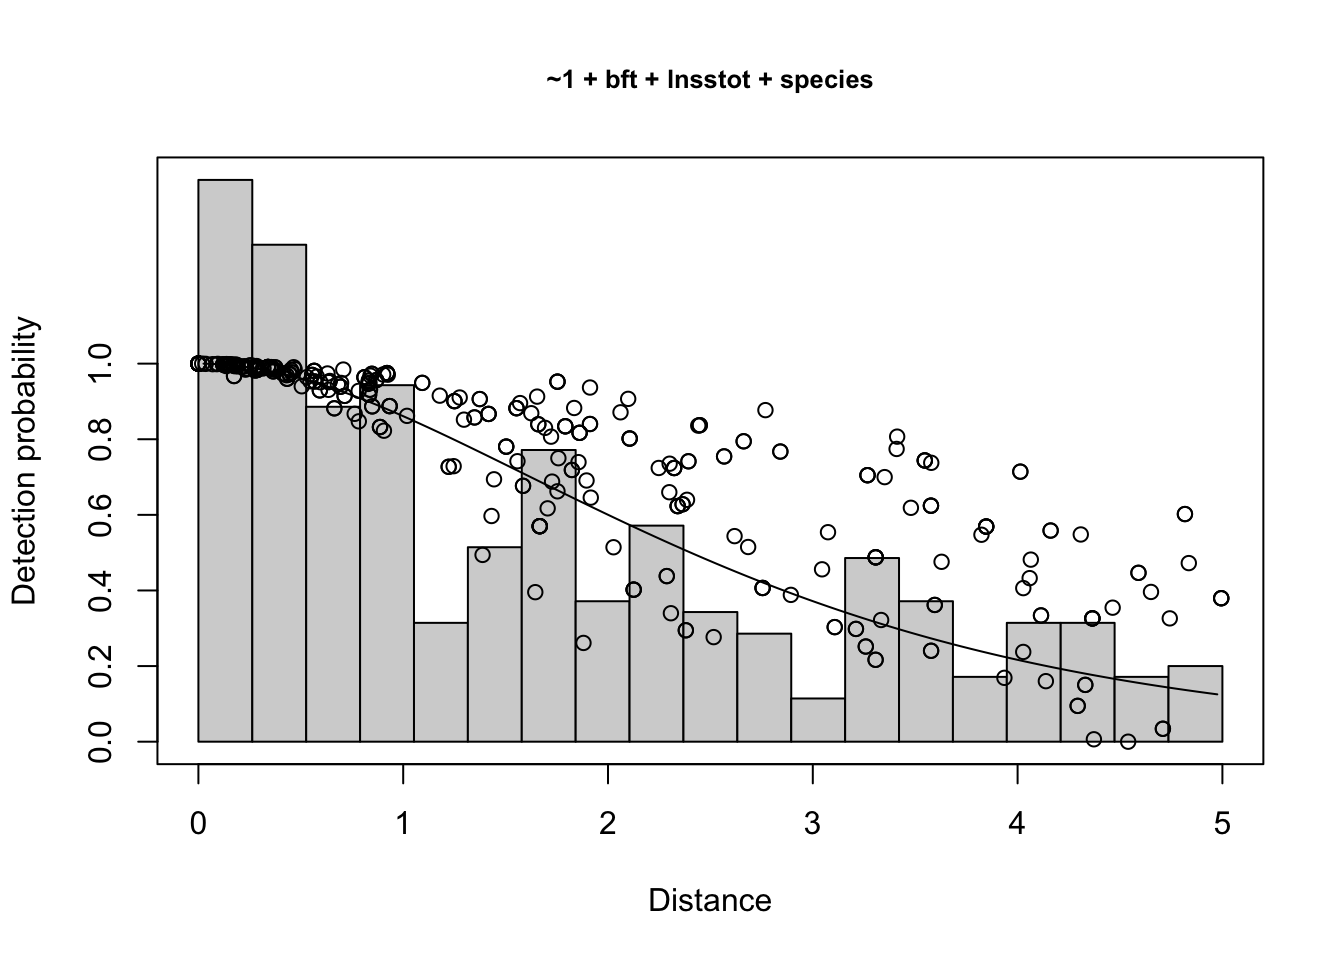 ~1 + bft + lnsstot + species
Detection probability
1.0
0.8
0.6
0.4
0.2
0.0
0 1 2 3 4 5
Distance